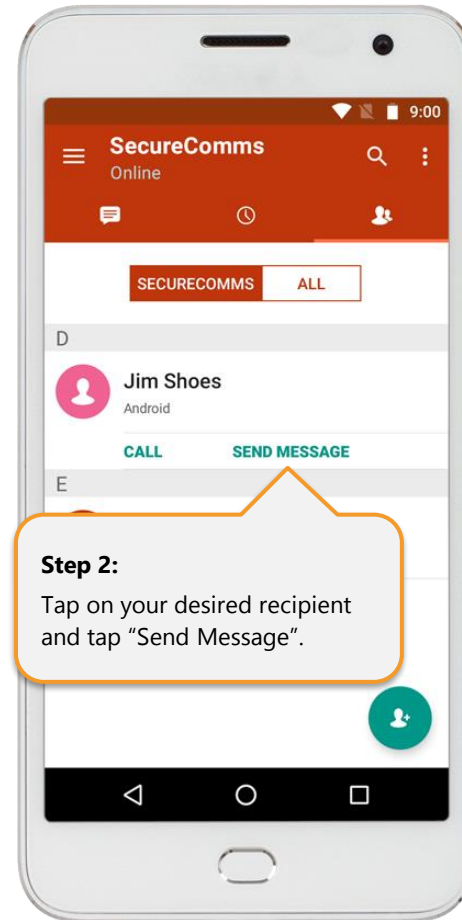 9:00
SecureComms
Online
SECURECOMMS ALL
D
Jim Shoes
Android
CALL SEND MESSAGE
E
Step 2:
Tap on your desired recipient
and tap “Send Message”.